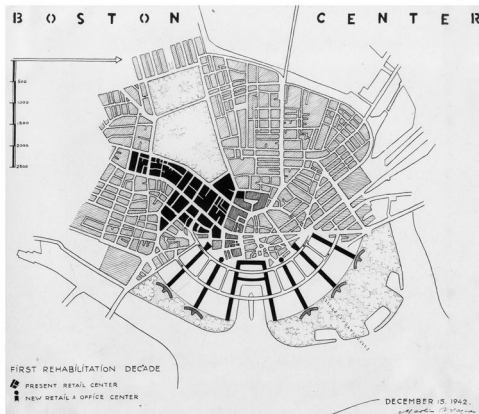 BOSTON CENTER
500
1000
1500
2000
2500
FIRST REHABILITATION DECADE
PRESENT RETAIL CENTER
NEW RETAIL & OFFICE CENTER
DECEMBER 15. 1942.